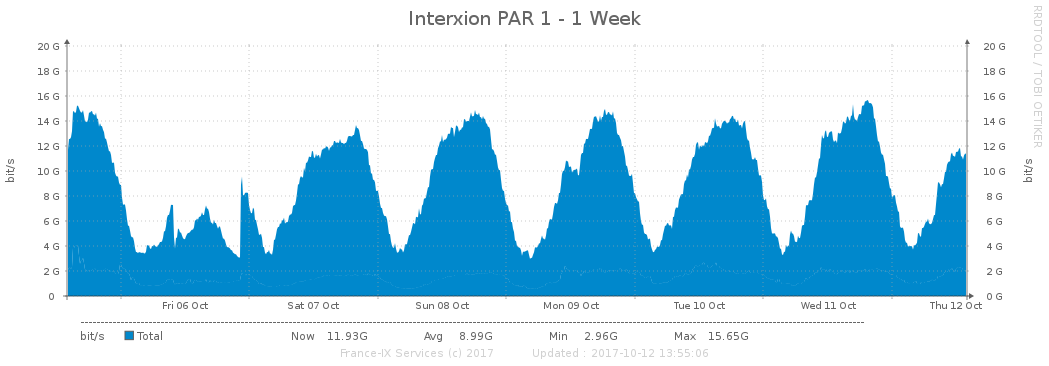 Interxion PAR 1 - 1 Week
RRDTOOL / TOBI OETIKER
20 G 20 G
18 G 18 G
16 G 16 G
14 G 14 G
12 G 12 G
10 G 10 G
8 G 8 G
6 G 6 G
4 G 4 G
2 G 2 G
0 0 G
bit/s bit/s
Fri 06 Oct Sat 07 Oct Sun 08 Oct Mon 09 Oct Tue 10 Oct Wed 11 Oct Thu 12 Oct
bit/s Total Now 11.93G Avg 8.99G Min 2.96G Max 15.65G
France-IX Services (c) 2017 Updated : 2017-10-12 13:55:06